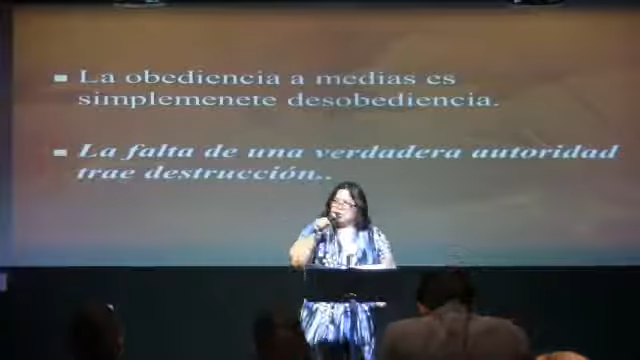 La obediencia a medias es
simplemenete desobediencia.
La falta de una verdadera autoridad
trae destrucción..